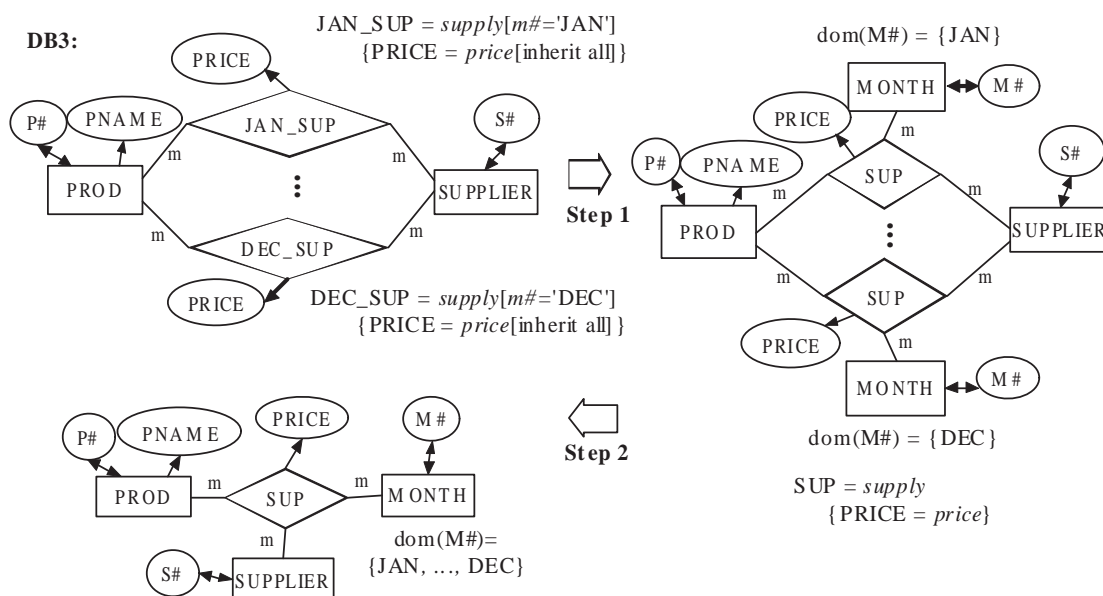 DB3:
JAN_SUP = supply[m#='JAN']
{PRICE = price[inherit all]}
PRICE
P#
PNAME
JAN_SUP
S#
m
m
PROD
SUPPLIER
m
m
DEC_SUP
PRICE
DEC_SUP = supply[m#='DEC']
{PRICE = price[inherit all]}
Step 1
dom(M#) = {JAN}
MONTH
M#
PRICE
m
P#
PNAME
SUP
S#
m
m
PROD
SUPPLIER
m
m
SUP
PRICE
m
MONTH
M#
dom(M#) = {DEC}
SUP = supply
{PRICE = price}
Step 2
P#
PNAME
PRICE
M#
PROD
m
SUP
m
MONTH
m
dom(M#)=
{JAN, ..., DEC}
S#
SUPPLIER